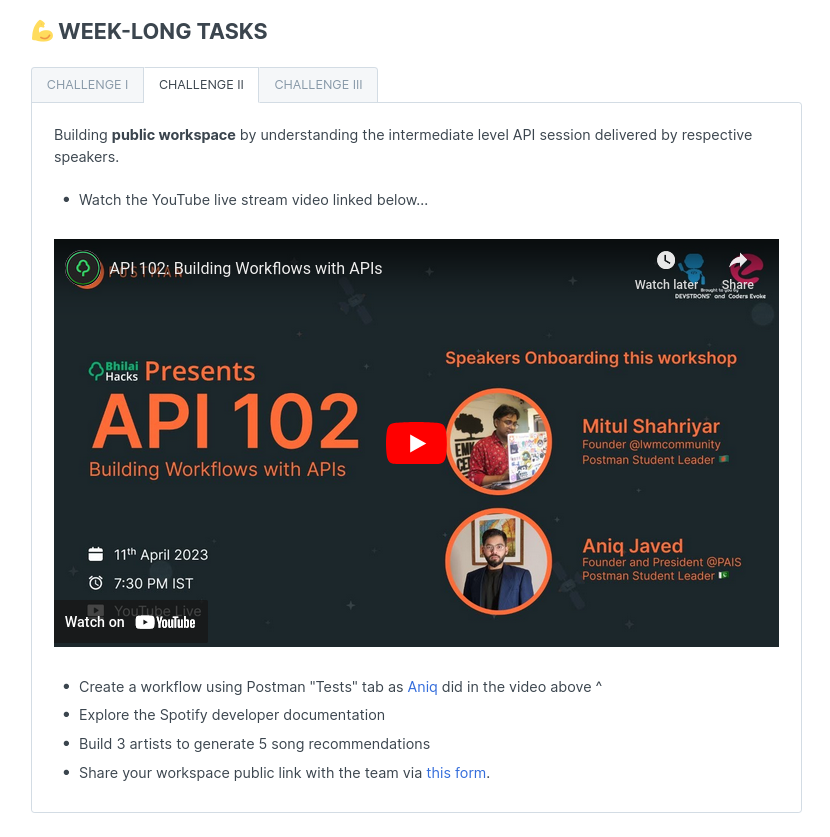 💪 WEEK-LONG TASKS
CHALLENGE I
CHALLENGE II
CHALLENGE III
Building public workspace by understanding the intermediate level API session delivered by respective
speakers.
• Watch the YouTube live stream video linked below...
API 102: Building Workflows with APIs
POSTMAN
Watch later
Share
Brought to you by
DEVSTRONS' and Coders Evoke
Bhilai
Hacks Presents
API 102
Building Workflows with APIs
Speakers Onboarding this workshop
Mitul Shahriyar
Founder @lwmcommunity
Postman Student Leader 🇧🇩
Aniq Javed
Founder and President @PAIS
Postman Student Leader 🇵🇰
11th April 2023
7:30 PM IST
YouTube Live
Watch on YouTube
• Create a workflow using Postman "Tests" tab as Aniq did in the video above ^
• Explore the Spotify developer documentation
• Build 3 artists to generate 5 song recommendations
• Share your workspace public link with the team via this form.